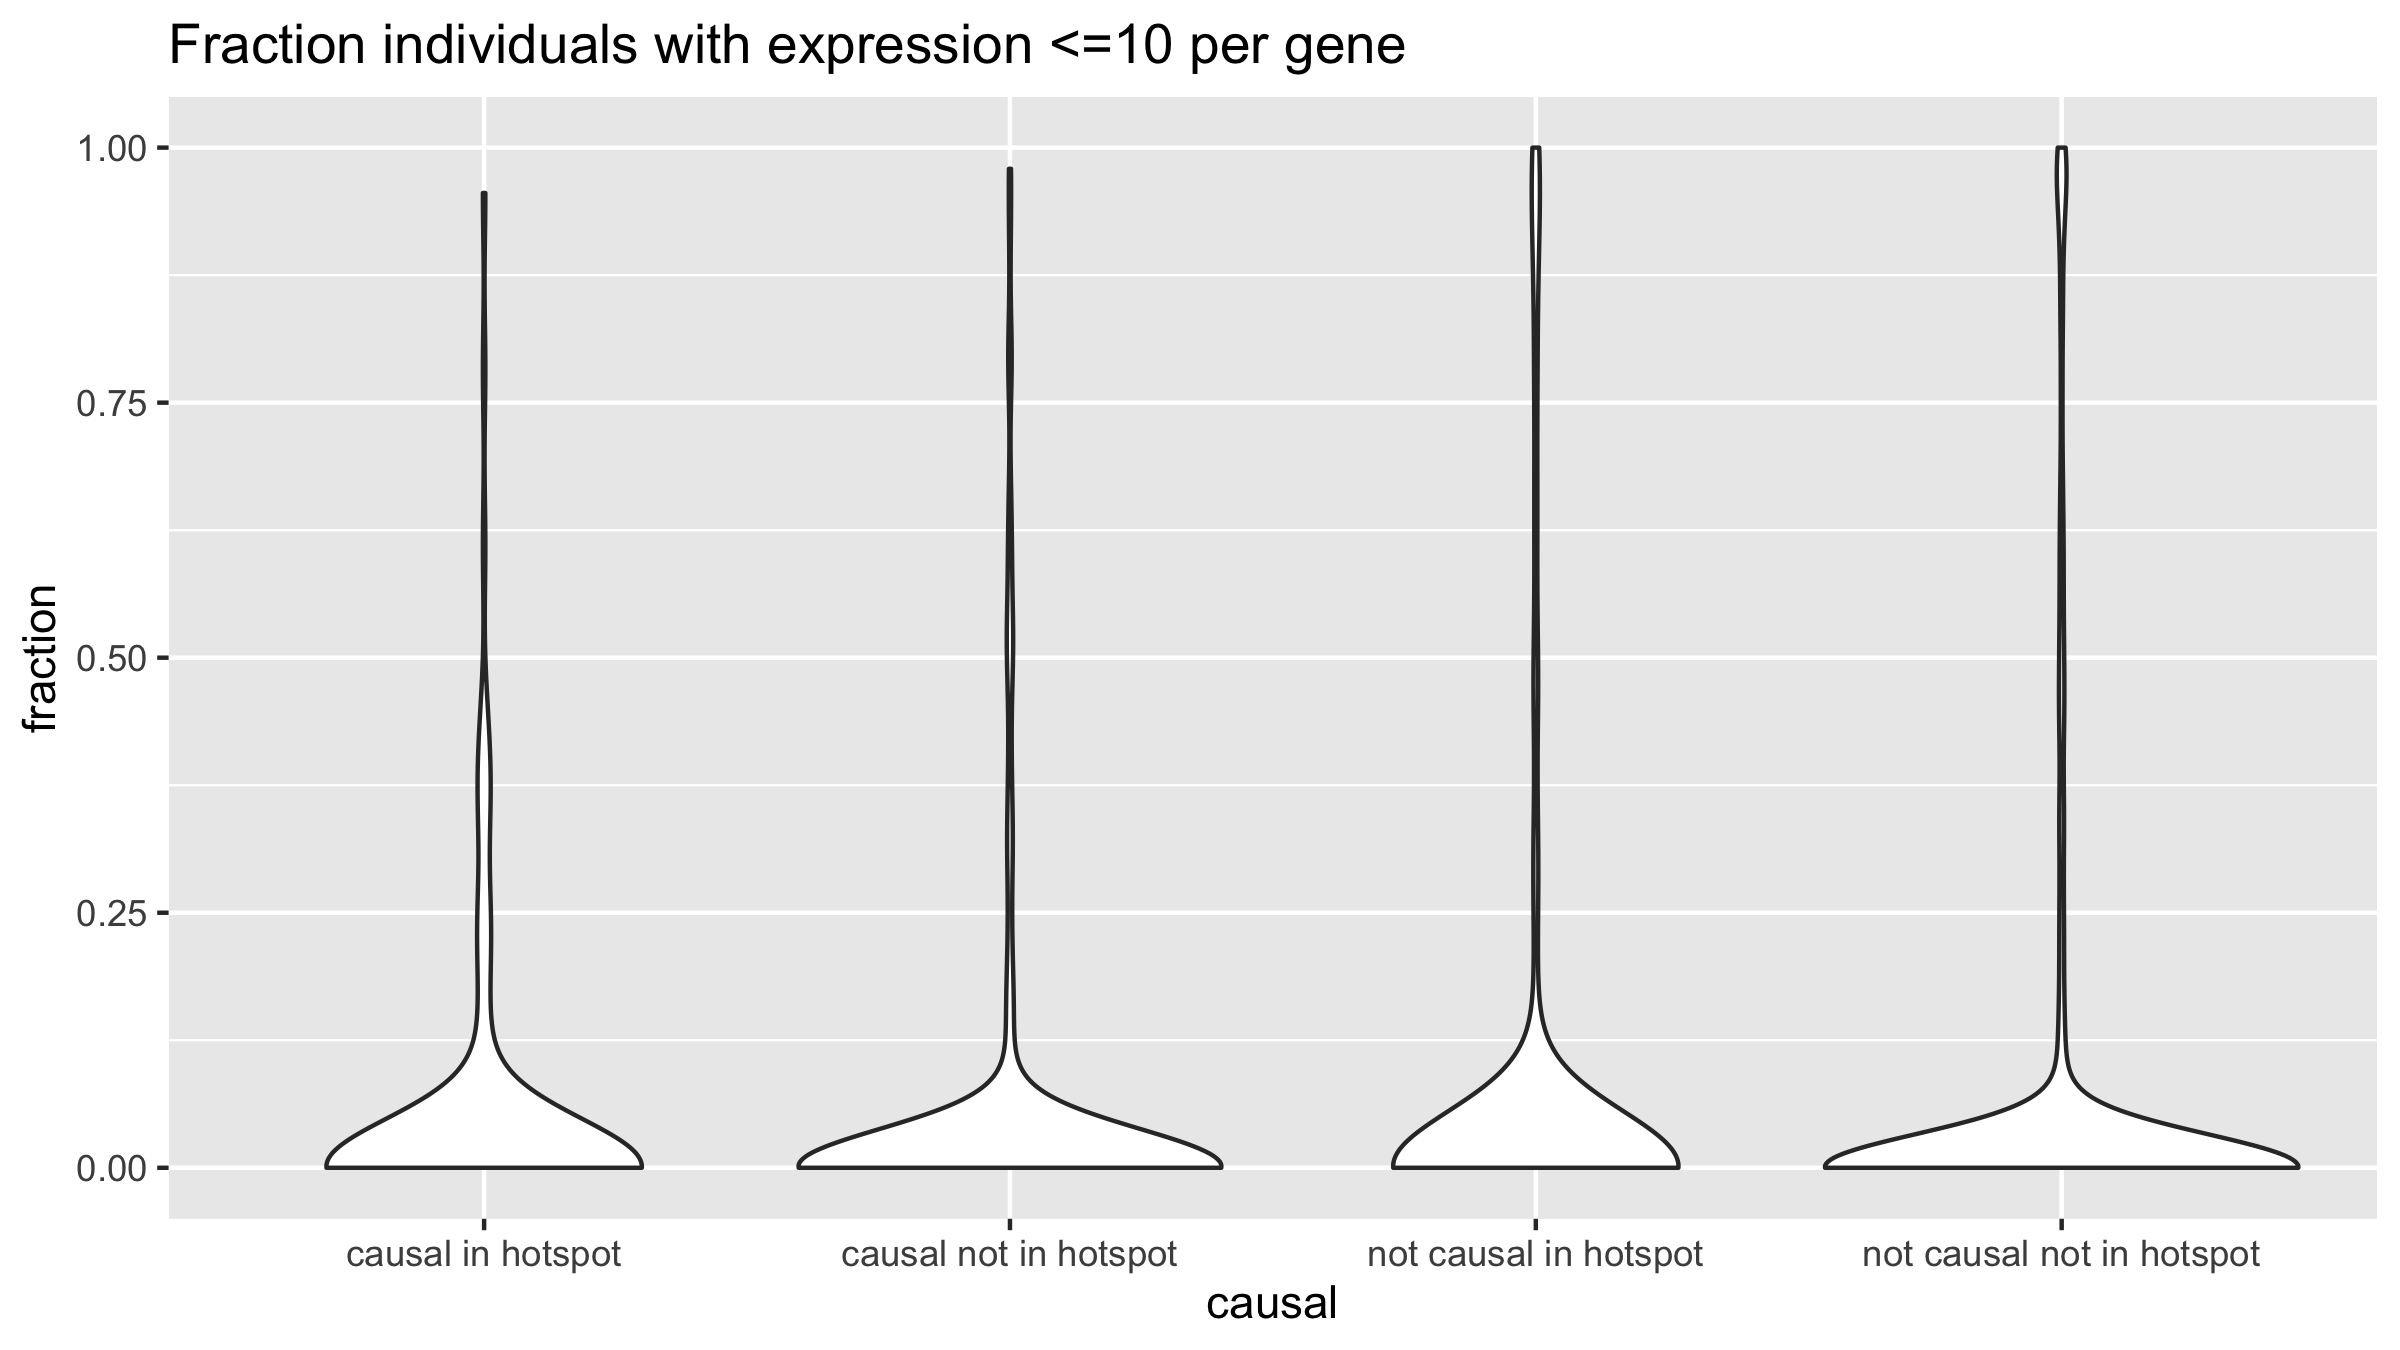 Fraction individuals with expression <=10 per gene
1.00
0.75
0.50
0.25
0.00
fraction
causal in hotspot
causal not in hotspot
not causal in hotspot
not causal not in hotspot
causal